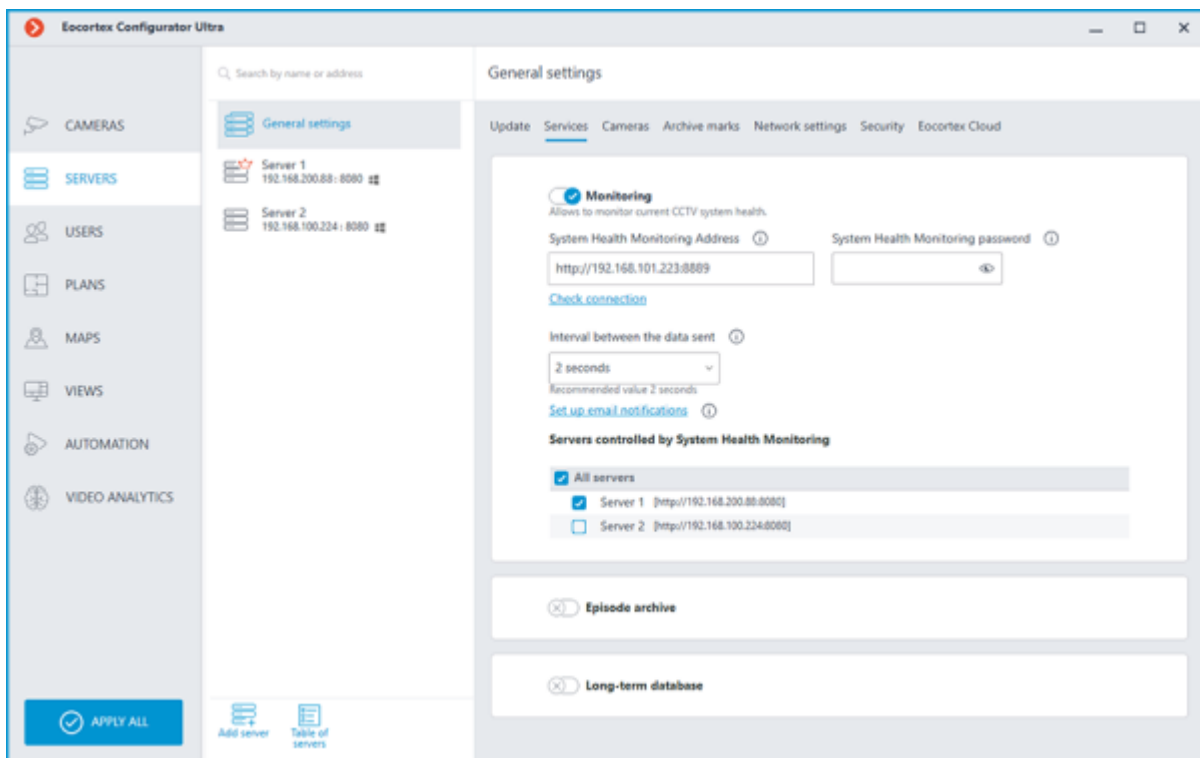 Eocortex Configurator Ultra
CAMERAS
SERVERS
USERS
PLANS
MAPS
VIEWS
AUTOMATION
VIDEO ANALYTICS
APPLY ALL
Search by name or address
General settings
Server 1
192.168.200.88 : 8080
Server 2
192.168.100.224 : 8080
Add server
Table of
servers
General settings
Update Services Cameras Archive marks Network settings Security Eocortex Cloud
Monitoring
Allows to monitor current CCTV system health.
System Health Monitoring Address System Health Monitoring password
http://192.168.101.223:8889
Check connection
Interval between the data sent
2 seconds
Recommended value 2 seconds
Set up email notifications
Servers controlled by System Health Monitoring
All servers
Server 1 [http://192.168.200.88:8080]
Server 2 [http://192.168.100.224:8080]
Episode archive
Long-term database